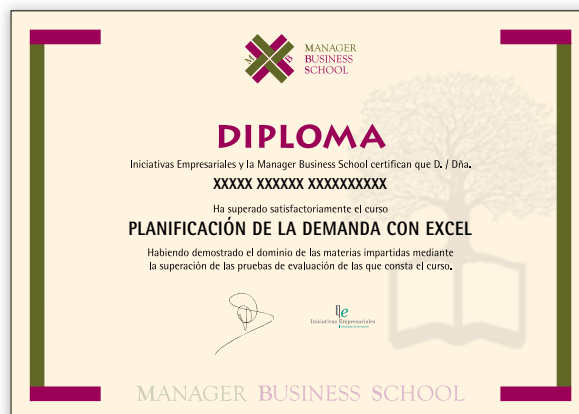 M B
MANAGER
BUSINESS
SCHOOL
DIPLOMA
Iniciativas Empresariales y la Manager Business School certifican que D. / Dña.
XXXXX XXXXXX XXXXXXXXXX
Ha superado satisfactoriamente el curso
PLANIFICACIÓN DE LA DEMANDA CON EXCEL
Habiendo demostrado el dominio de las materias impartidas mediante
la superación de las pruebas de evaluación de las que consta el curso.
Iniciativas Empresariales
MANAGER BUSINESS SCHOOL